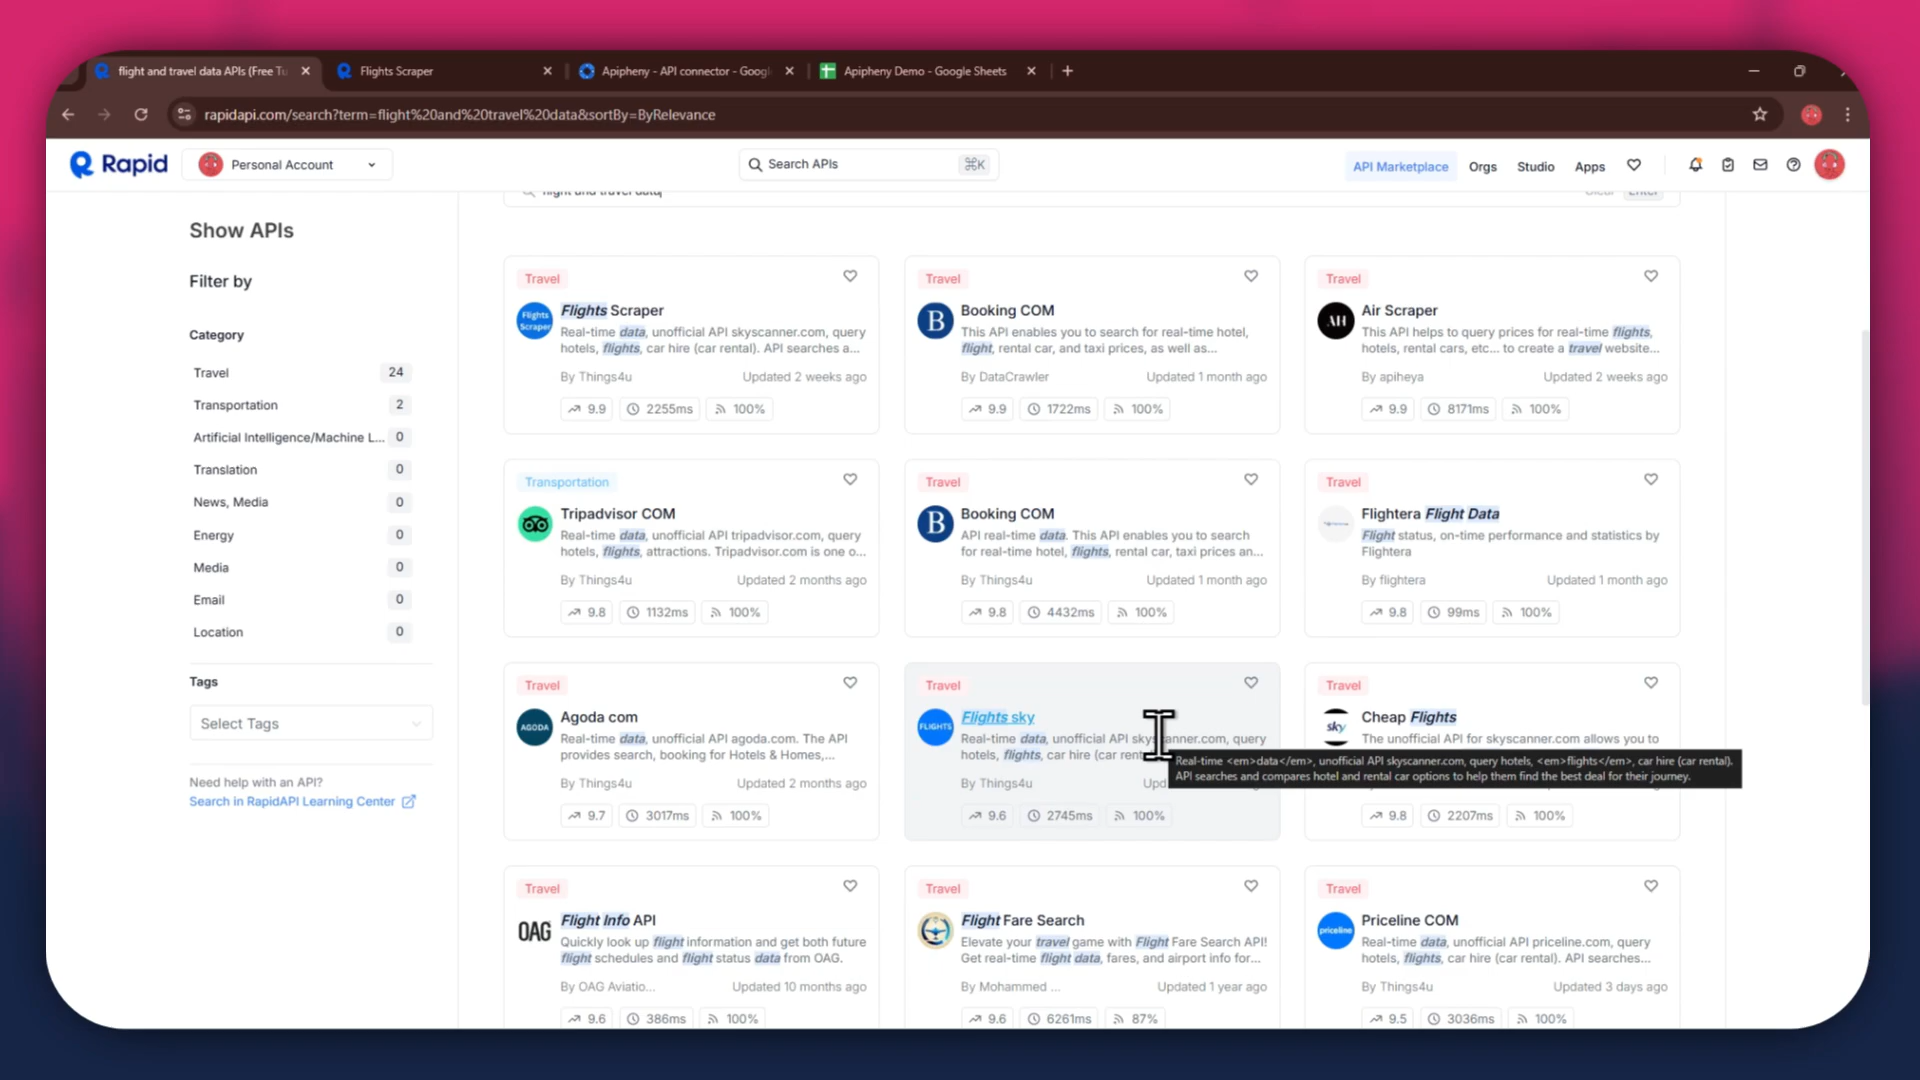 flight and travel data APIs (Free Tu
Flights Scraper
Apipheny - API connector - Googl
Apipheny Demo - Google Sheets
rapidapi.com/search?term=flight%20and%20travel%20data&sortBy=ByRelevance
Rapid
Personal Account
Search APIs
⌘K
API Marketplace
Orgs
Studio
Apps
flight and travel data
Clear
Enter
Show APIs
Filter by
Category
Travel 24
Transportation 2
Artificial Intelligence/Machine L... 0
Translation 0
News, Media 0
Energy 0
Media 0
Email 0
Location 0
Tags
Select Tags
Need help with an API?
Search in RapidAPI Learning Center
Travel
Flights Scraper
Flights Scraper
Real-time data, unofficial API skyscanner.com, query
hotels, flights, car hire (car rental). API searches a...
By Things4u Updated 2 weeks ago
9.9 2255ms 100%
Travel
B
Booking COM
This API enables you to search for real-time hotel,
flight, rental car, and taxi prices, as well as...
By DataCrawler Updated 1 month ago
9.9 1722ms 100%
Travel
Air Scraper
This API helps to query prices for real-time flights,
hotels, rental cars, etc... to create a travel website...
By apiheya Updated 2 weeks ago
9.9 8171ms 100%
Transportation
Tripadvisor COM
Real-time data, unofficial API tripadvisor.com, query
hotels, flights, attractions. Tripadvisor.com is one o...
By Things4u Updated 2 months ago
9.8 1132ms 100%
Travel
B
Booking COM
API real-time data. This API enables you to search
for real-time hotel, flights, rental car, taxi prices an...
By Things4u Updated 1 month ago
9.8 4432ms 100%
Travel
Flightera Flight Data
Flight status, on-time performance and statistics by
Flightera
By flightera Updated 1 month ago
9.8 99ms 100%
Travel
AGODA
Agoda com
Real-time data, unofficial API agoda.com. The API
provides search, booking for Hotels & Homes,...
By Things4u Updated 2 months ago
9.7 3017ms 100%
Travel
FLIGHTS
Flights sky
Real-time data, unofficial API skyscanner.com, query
hotels, flights, car hire (car rent
By Things4u Upd
9.6 2745ms 100%
Travel
sky
Cheap Flights
The unofficial API for skyscanner.com allows you to
9.8 2207ms 100%
Real-time <em>data</em>, unofficial API skyscanner.com, query hotels, <em>flights</em>, car hire (car rental).
API searches and compares hotel and rental car options to help them find the best deal for their journey.
Travel
OAG
Flight Info API
Quickly look up flight information and get both future
flight schedules and flight status data from OAG.
By OAG Aviatio... Updated 10 months ago
9.6 386ms 100%
Travel
Flight Fare Search
Elevate your travel game with Flight Fare Search API!
Get real-time flight data, fares, and airport info for...
By Mohammed ... Updated 1 year ago
9.6 6261ms 87%
Travel
priceline
Priceline COM
Real-time data, unofficial API priceline.com, query
hotels, flights, car hire (car rental). API searches...
By Things4u Updated 3 days ago
9.5 3036ms 100%